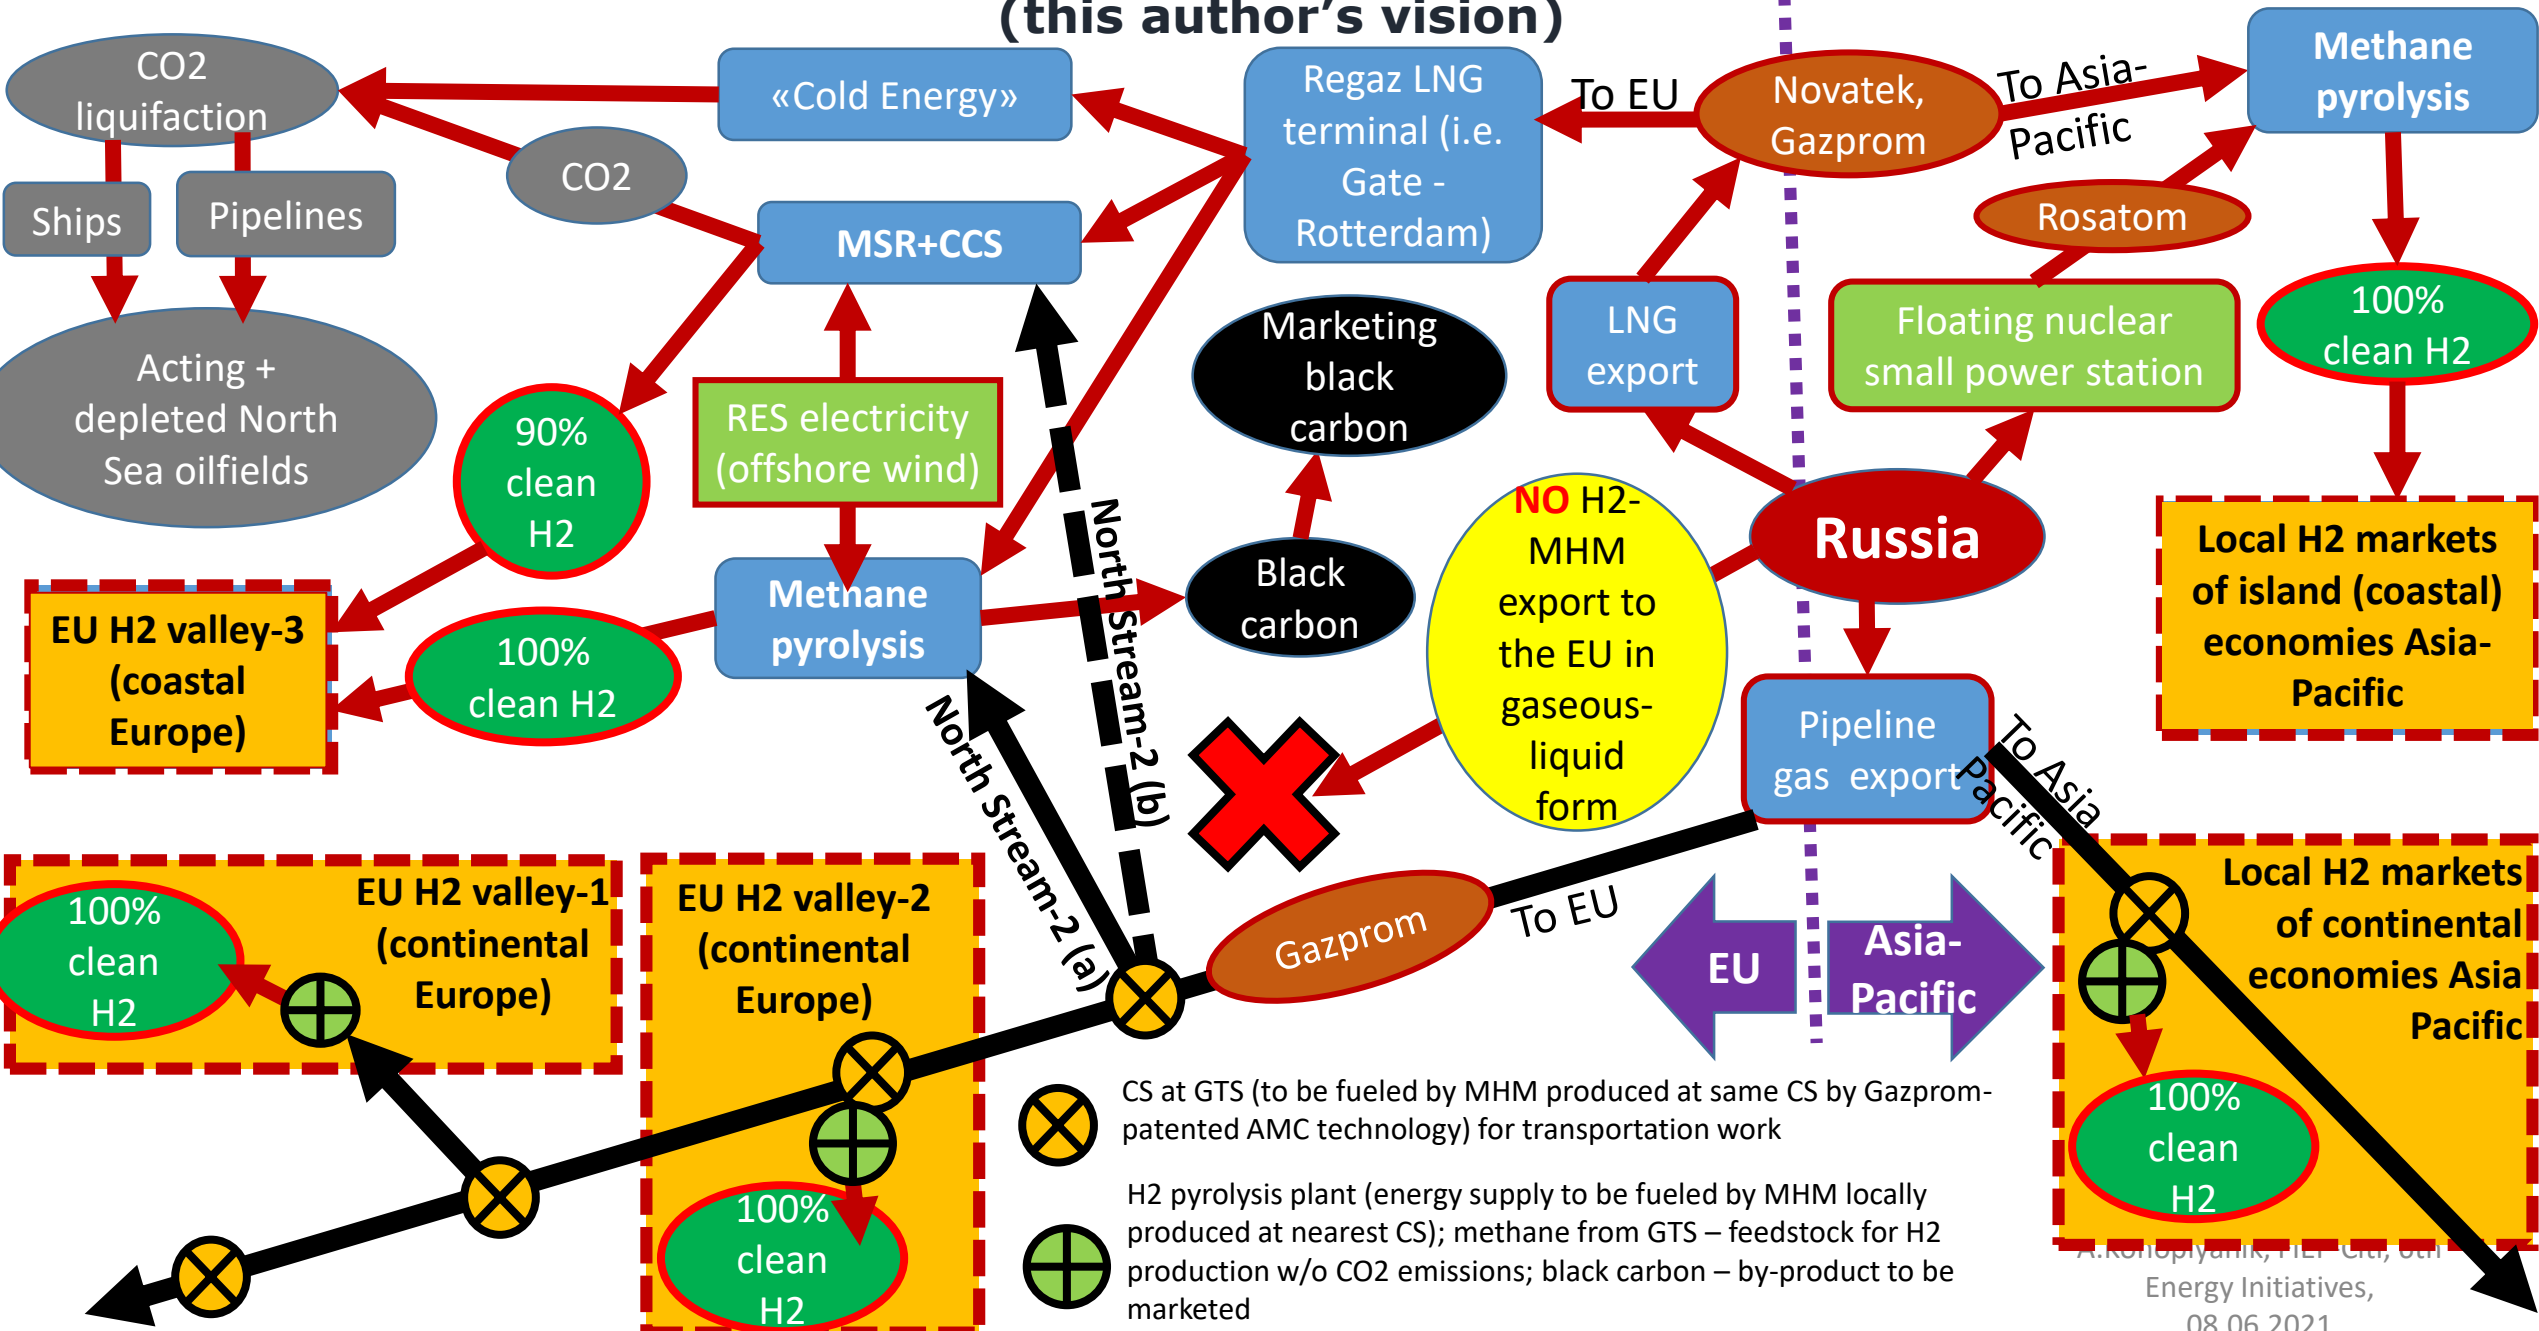 (this author's vision)
CO2
liquifaction
«Cold Energy»
Regaz LNG
terminal (i.e.
Gate -
Rotterdam)
To EU
Novatek,
Gazprom
To Asia-
Pacific
Methane
pyrolysis
CO2
Ships
Pipelines
MSR+CCS
Rosatom
Acting +
depleted North
Sea oilfields
90%
clean
H2
RES electricity
(offshore wind)
Marketing
black
carbon
LNG
export
Floating nuclear
small power station
100%
clean H2
North Stream-2 (b)
NO H2-
MHM
export to
the EU in
gaseous-
liquid
form
Russia
Local H2 markets
of island (coastal)
economies Asia-
Pacific
EU H2 valley-3
(coastal
Europe)
100%
clean H2
Methane
pyrolysis
Black
carbon
North Stream-2 (a)
Pipeline
gas export
To Asia
Pacific
EU H2 valley-1
(continental
Europe)
100%
clean
H2
EU H2 valley-2
(continental
Europe)
100%
clean
H2
Gazprom
To EU
EU
Asia-
Pacific
Local H2 markets
of continental
economies Asia
Pacific
100%
clean
H2
CS at GTS (to be fueled by MHM produced at same CS by Gazprom-
patented AMC technology) for transportation work
H2 pyrolysis plant (energy supply to be fueled by MHM locally
produced at nearest CS); methane from GTS – feedstock for H2
production w/o CO2 emissions; black carbon – by-product to be
marketed
A.Konoplyanik,
Energy Initiatives,
08.06.2021